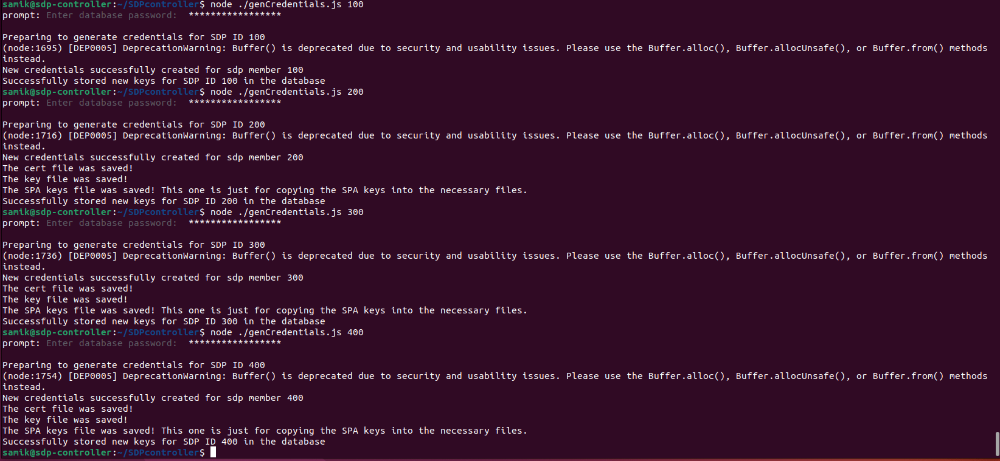 samik@sdp-controller:~/SDPcontroller$ node ./genCredentials.js 100
prompt: Enter database password:  *****************
Preparing to generate credentials for SDP ID 100
(node:1695) [DEP0005] DeprecationWarning: Buffer() is deprecated due to security and usability issues. Please use the Buffer.alloc(), Buffer.allocUnsafe(), or Buffer.from() methods
instead.
New credentials successfully created for sdp member 100
Successfully stored new keys for SDP ID 100 in the database
samik@sdp-controller:~/SDPcontroller$ node ./genCredentials.js 200
prompt: Enter database password:  *****************
Preparing to generate credentials for SDP ID 200
(node:1716) [DEP0005] DeprecationWarning: Buffer() is deprecated due to security and usability issues. Please use the Buffer.alloc(), Buffer.allocUnsafe(), or Buffer.from() methods
instead.
New credentials successfully created for sdp member 200
The cert file was saved!
The key file was saved!
The SPA keys file was saved! This one is just for copying the SPA keys into the necessary files.
Successfully stored new keys for SDP ID 200 in the database
samik@sdp-controller:~/SDPcontroller$ node ./genCredentials.js 300
prompt: Enter database password:  *****************
Preparing to generate credentials for SDP ID 300
(node:1736) [DEP0005] DeprecationWarning: Buffer() is deprecated due to security and usability issues. Please use the Buffer.alloc(), Buffer.allocUnsafe(), or Buffer.from() methods
instead.
New credentials successfully created for sdp member 300
The cert file was saved!
The key file was saved!
The SPA keys file was saved! This one is just for copying the SPA keys into the necessary files.
Successfully stored new keys for SDP ID 300 in the database
samik@sdp-controller:~/SDPcontroller$ node ./genCredentials.js 400
prompt: Enter database password:  *****************
Preparing to generate credentials for SDP ID 400
(node:1754) [DEP0005] DeprecationWarning: Buffer() is deprecated due to security and usability issues. Please use the Buffer.alloc(), Buffer.allocUnsafe(), or Buffer.from() methods
instead.
New credentials successfully created for sdp member 400
The cert file was saved!
The key file was saved!
The SPA keys file was saved! This one is just for copying the SPA keys into the necessary files.
Successfully stored new keys for SDP ID 400 in the database
samik@sdp-controller:~/SDPcontroller$